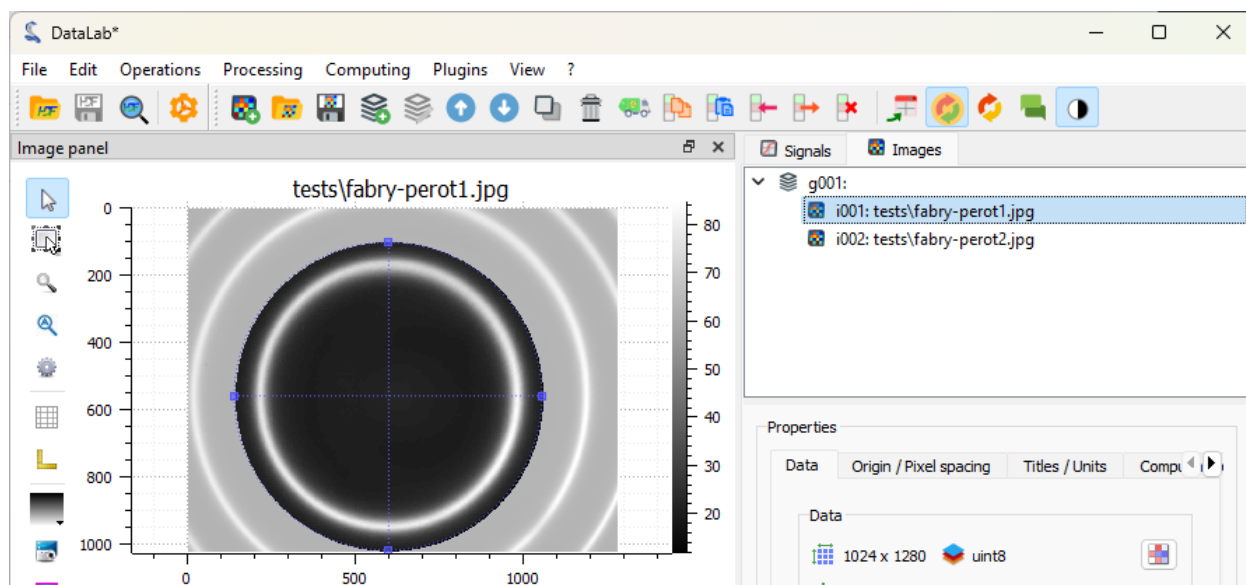 DataLab*
File Edit Operations Processing Computing Plugins View ?
Image panel
Signals Images
tests\fabry-perot1.jpg
g001:
i001: tests\fabry-perot1.jpg
i002: tests\fabry-perot2.jpg
0
200
400
600
800
1000
80
70
60
50
40
30
20
0 500 1000
Properties
Data Origin / Pixel spacing Titles / Units
Data
1024 x 1280 uint8